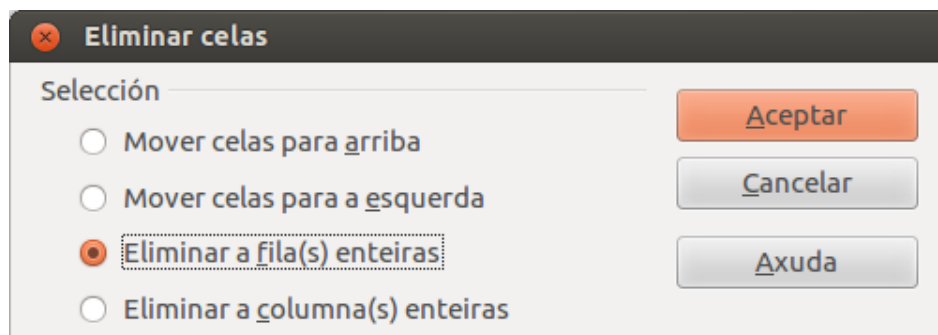 Eliminar celas
Selección
Mover celas para arriba
Mover celas para a esquerda
Eliminar a fila(s) enteiras
Eliminar a columna(s) enteiras
Aceptar
Cancelar
Axuda